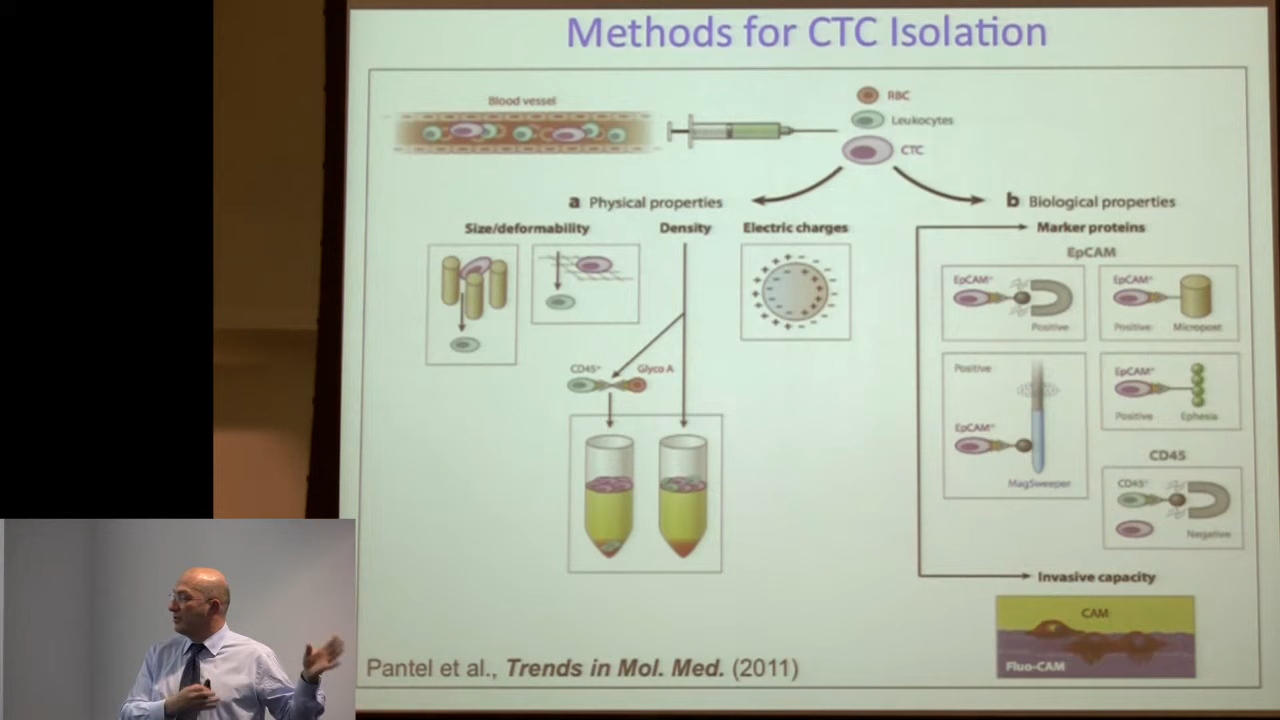 Methods for CTC Isolation
Blood vessel
RBC
Leukocytes
CTC
a Physical properties
b Biological properties
Size/deformability
Density
Electric charges
Marker proteins
EpCAM
EpCAM+
Positive
EpCAM+
Positive
Micropost
CD45+
Glyco A
Positive
EpCAM+
MagSweeper
EpCAM+
Positive
Ephesia
CD45
CD45+
Negative
Invasive capacity
CAM
Fluo-CAM
Pantel et al., Trends in Mol. Med. (2011)